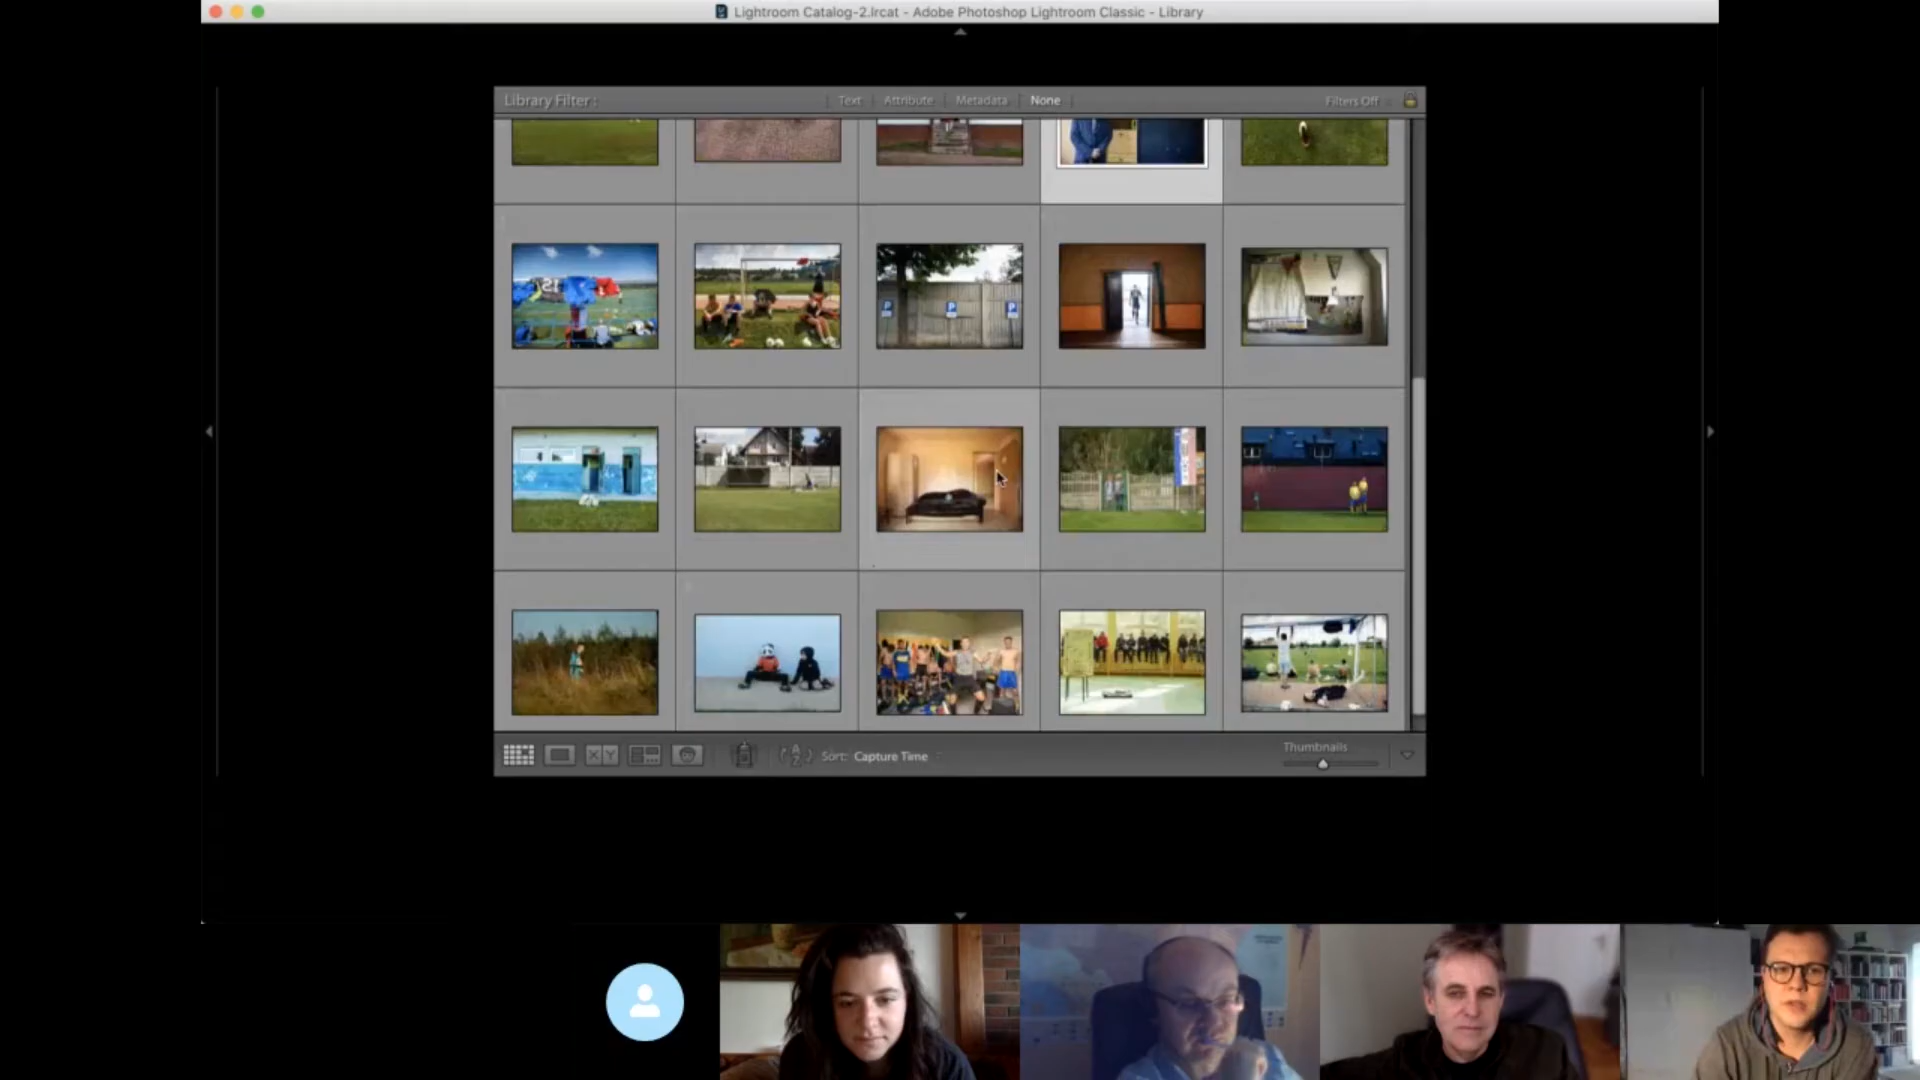 Lightroom Catalog-2.lrcat - Adobe Photoshop Lightroom Classic - Library
Library Filter :
Text
Attribute
Metadata
None
Filters Off
P
P
P
X Y
Sort: Capture Time
Thumbnails